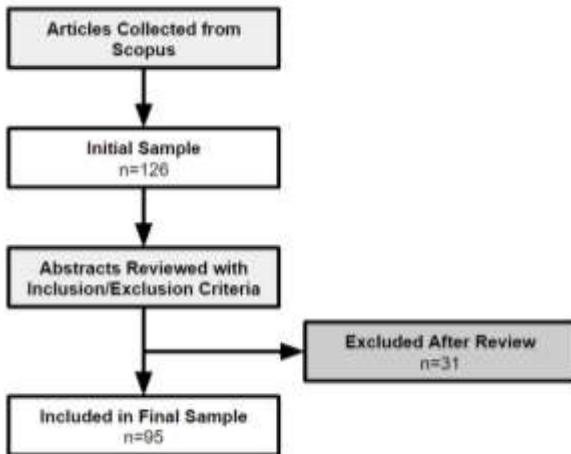 Articles Collected from
Scopus
Initial Sample
n=126
Abstracts Reviewed with
Inclusion/Exclusion Criteria
Excluded After Review
n=31
Included in Final Sample
n=95